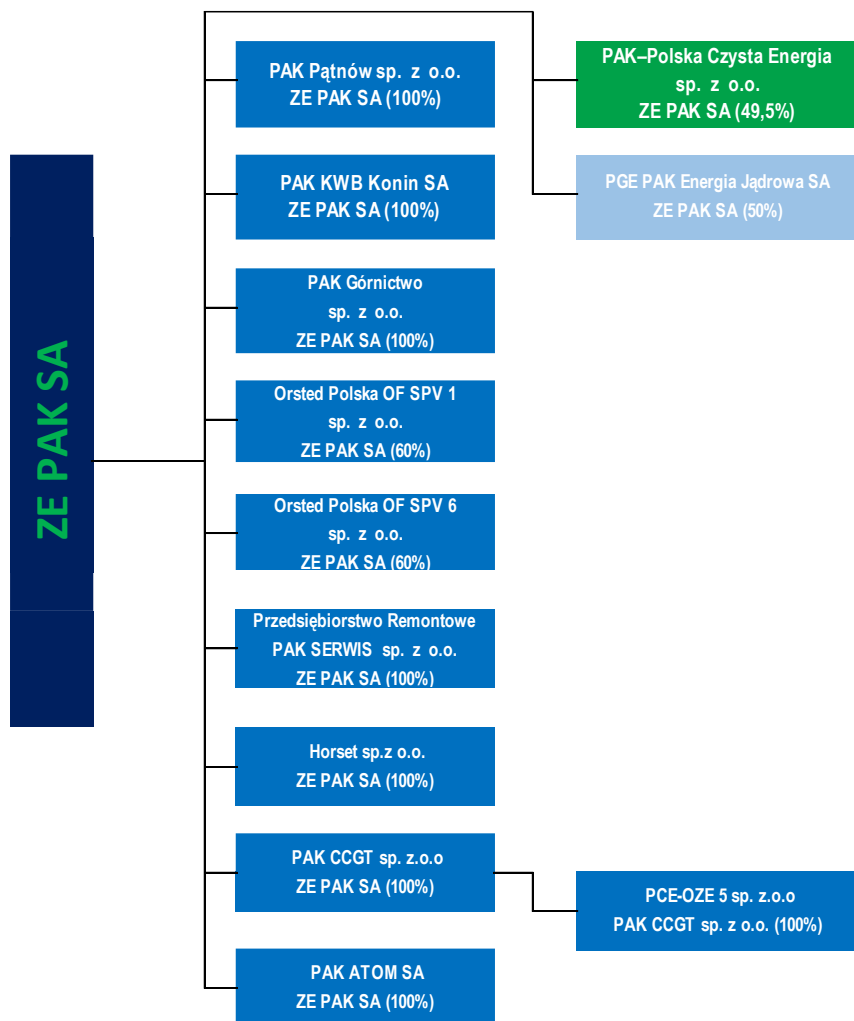 ZE PAK SA
PAK Pątnów sp. z o.o.
ZE PAK SA (100%)
PAK KWB Konin SA
ZE PAK SA (100%)
PAK Górnictwo
sp. z o.o.
ZE PAK SA (100%)
Orsted Polska OF SPV 1
sp. z o.o.
ZE PAK SA (60%)
Orsted Polska OF SPV 6
sp. z o.o.
ZE PAK SA (60%)
Przedsiębiorstwo Remontowe
PAK SERWIS sp. z o.o.
ZE PAK SA (100%)
Horset sp.z o.o.
ZE PAK SA (100%)
PAK CCGT sp. z.o.o
ZE PAK SA (100%)
PAK ATOM SA
ZE PAK SA (100%)
PAK–Polska Czysta Energia
sp. z o.o.
ZE PAK SA (49,5%)
PGE PAK Energia Jądrowa SA
ZE PAK SA (50%)
PCE-OZE 5 sp. z.o.o
PAK CCGT sp. z o.o. (100%)